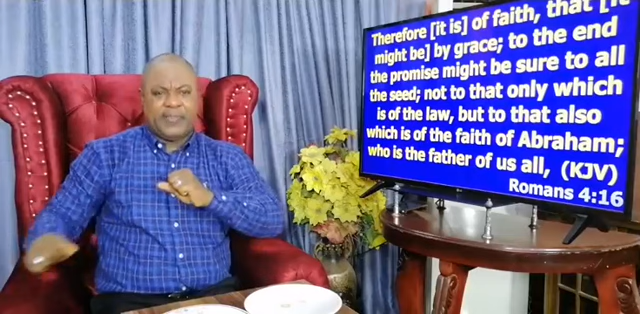 Therefore [it is] of faith, that [it
might be] by grace; to the end
the promise might be sure to all
the seed; not to that only which
is of the law, but to that also
which is of the faith of Abraham;
who is the father of us all, (KJV)
Romans 4:16